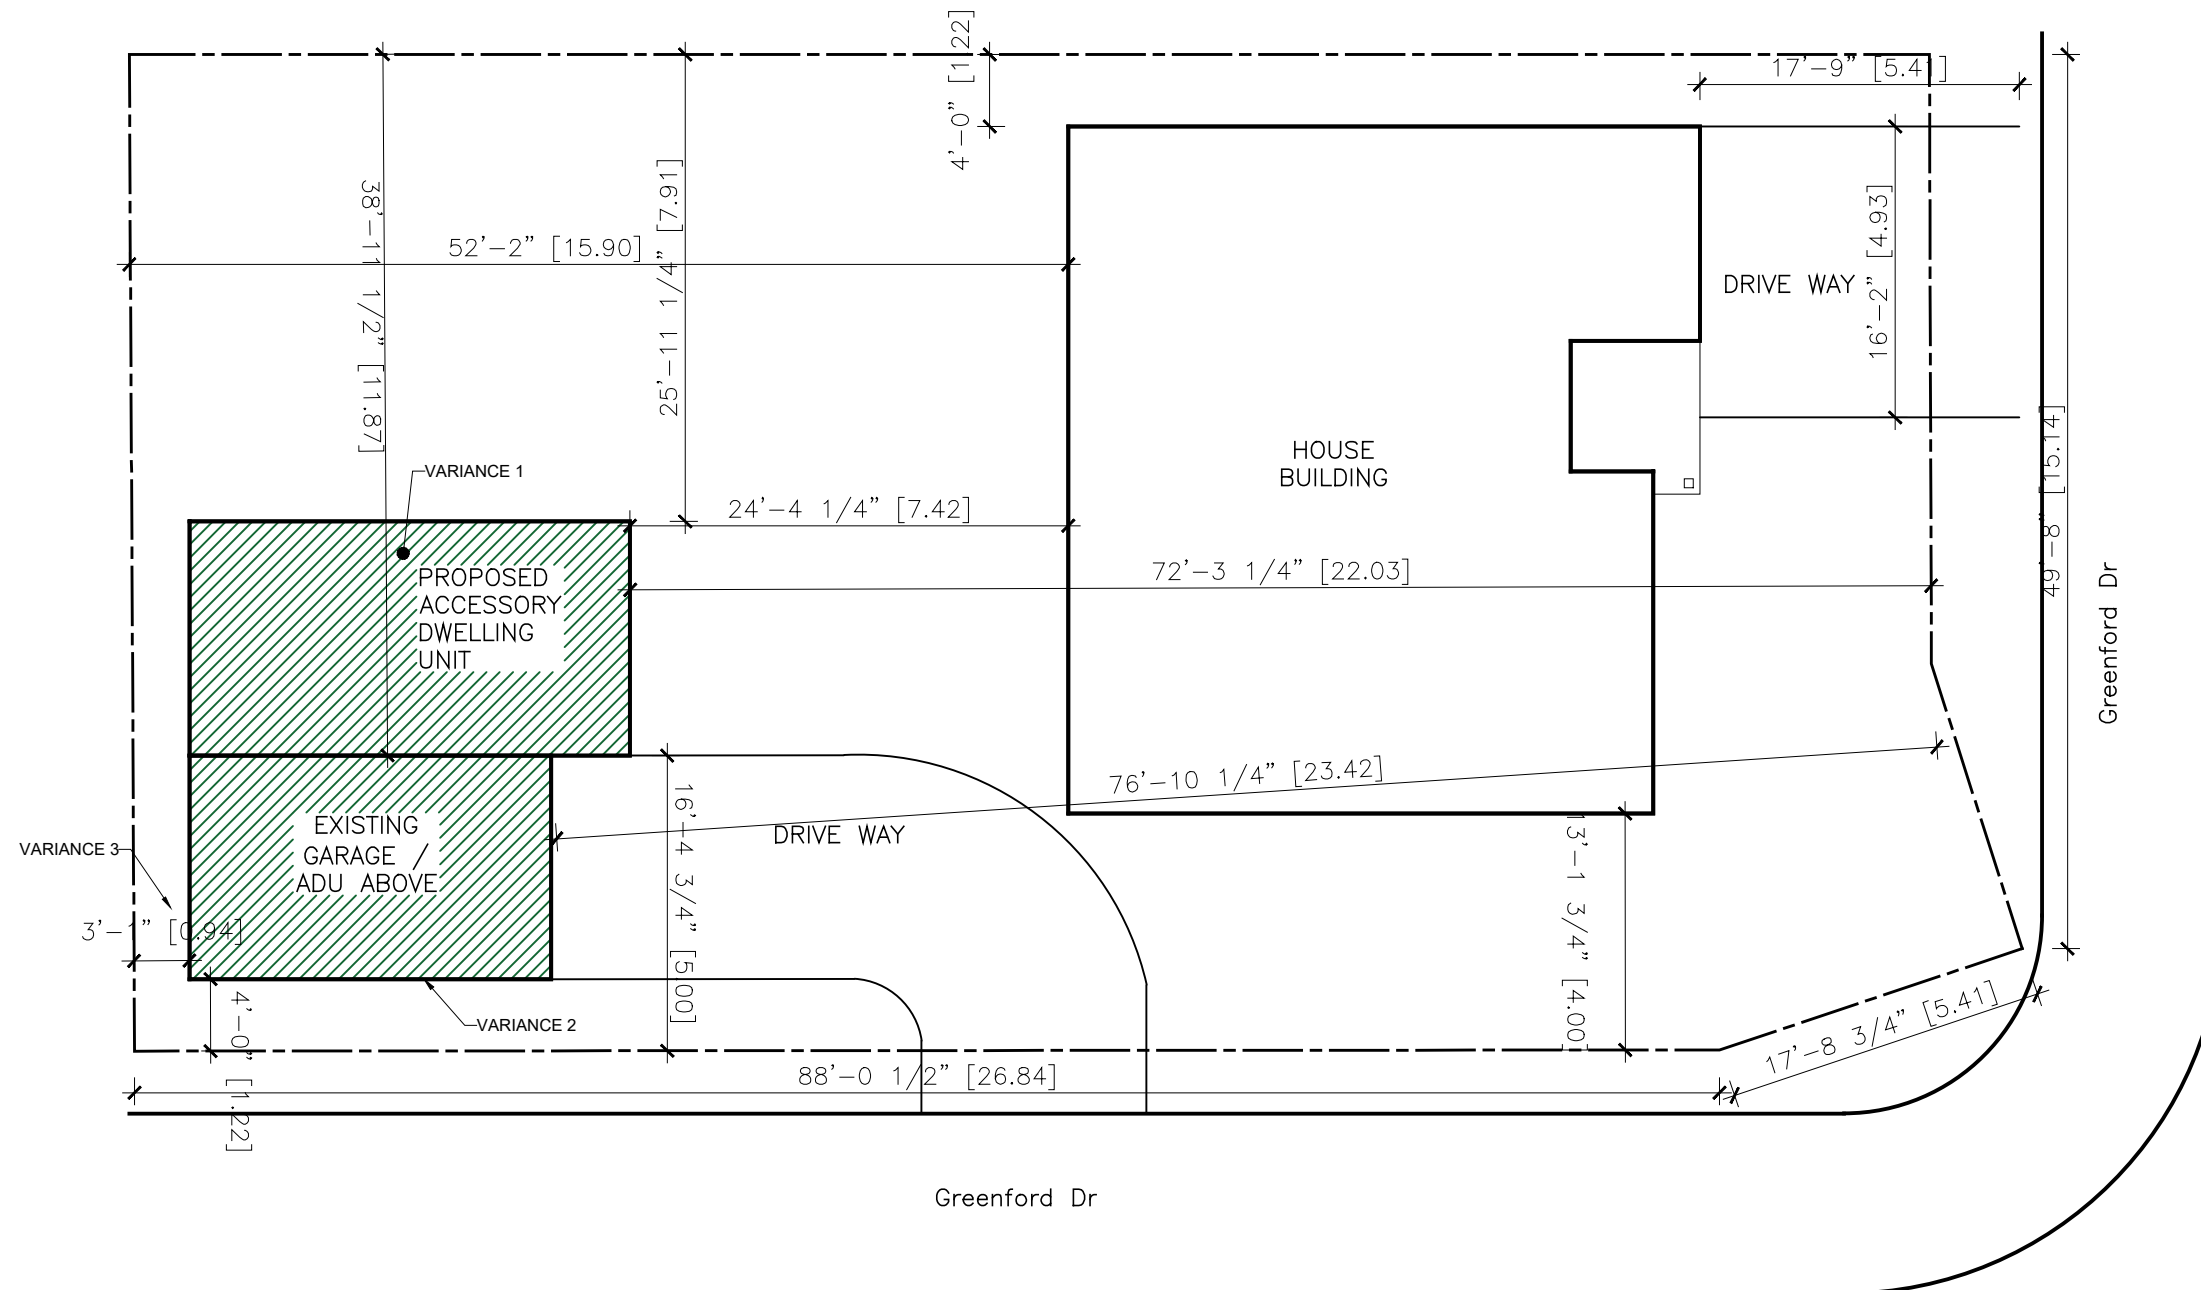 4'-0" [1.22]
17'-9" [5.41]
38'-11 1/2" [11.87]
25'-11 1/4" [7.91]
52'-2" [15.90]
16'-2" [4.93]
DRIVE WAY
HOUSE
BUILDING
49'-8" [15.14]
VARIANCE 1
24'-4 1/4" [7.42]
72'-3 1/4" [22.03]
PROPOSED
ACCESSORY
DWELLING
UNIT
Greenford Dr
76'-10 1/4" [23.42]
EXISTING
GARAGE /
ADU ABOVE
16'-4 3/4" [5.00]
DRIVE WAY
13'-1 3/4" [4.00]
VARIANCE 3
3'-1" [0.94]
4'-0" [1.22]
VARIANCE 2
17'-8 3/4" [5.41]
88'-0 1/2" [26.84]
Greenford Dr